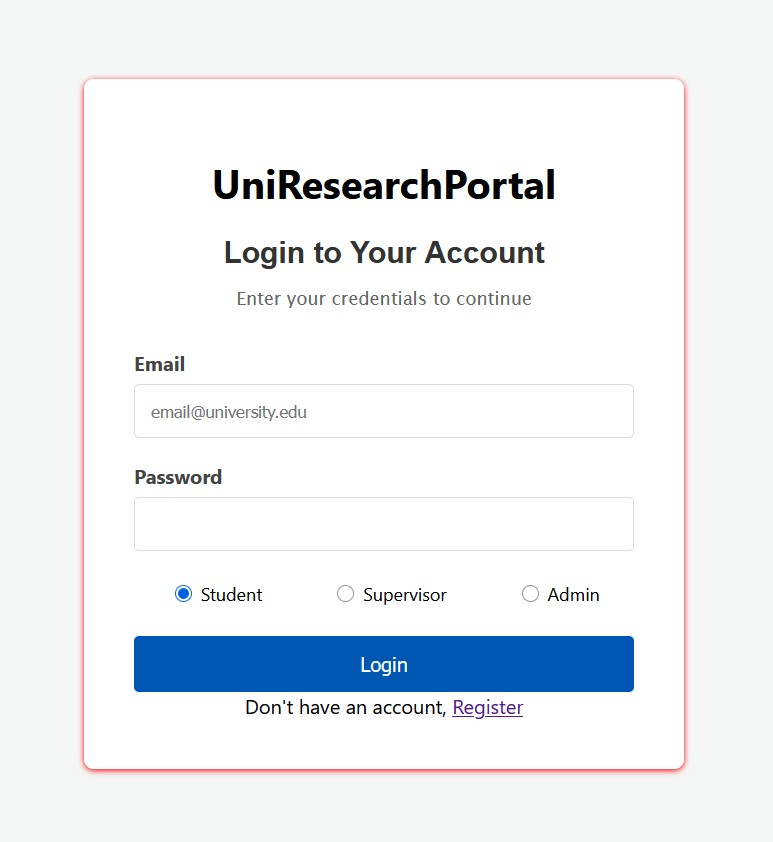 UniResearchPortal
Login to Your Account
Enter your credentials to continue
Email
email@university.edu
Password
Student Supervisor Admin
Login
Don't have an account, Register